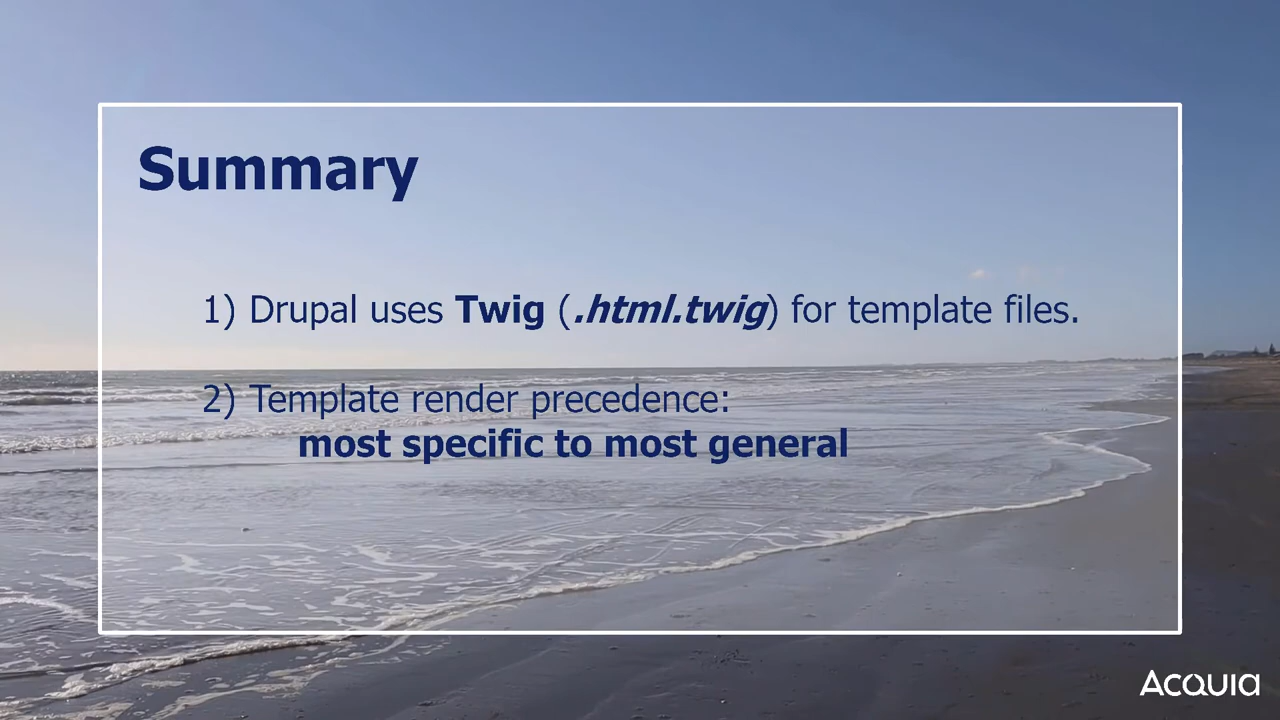 Summary
1) Drupal uses Twig (.html.twig) for template files.
2) Template render precedence:
most specific to most general
Acquia